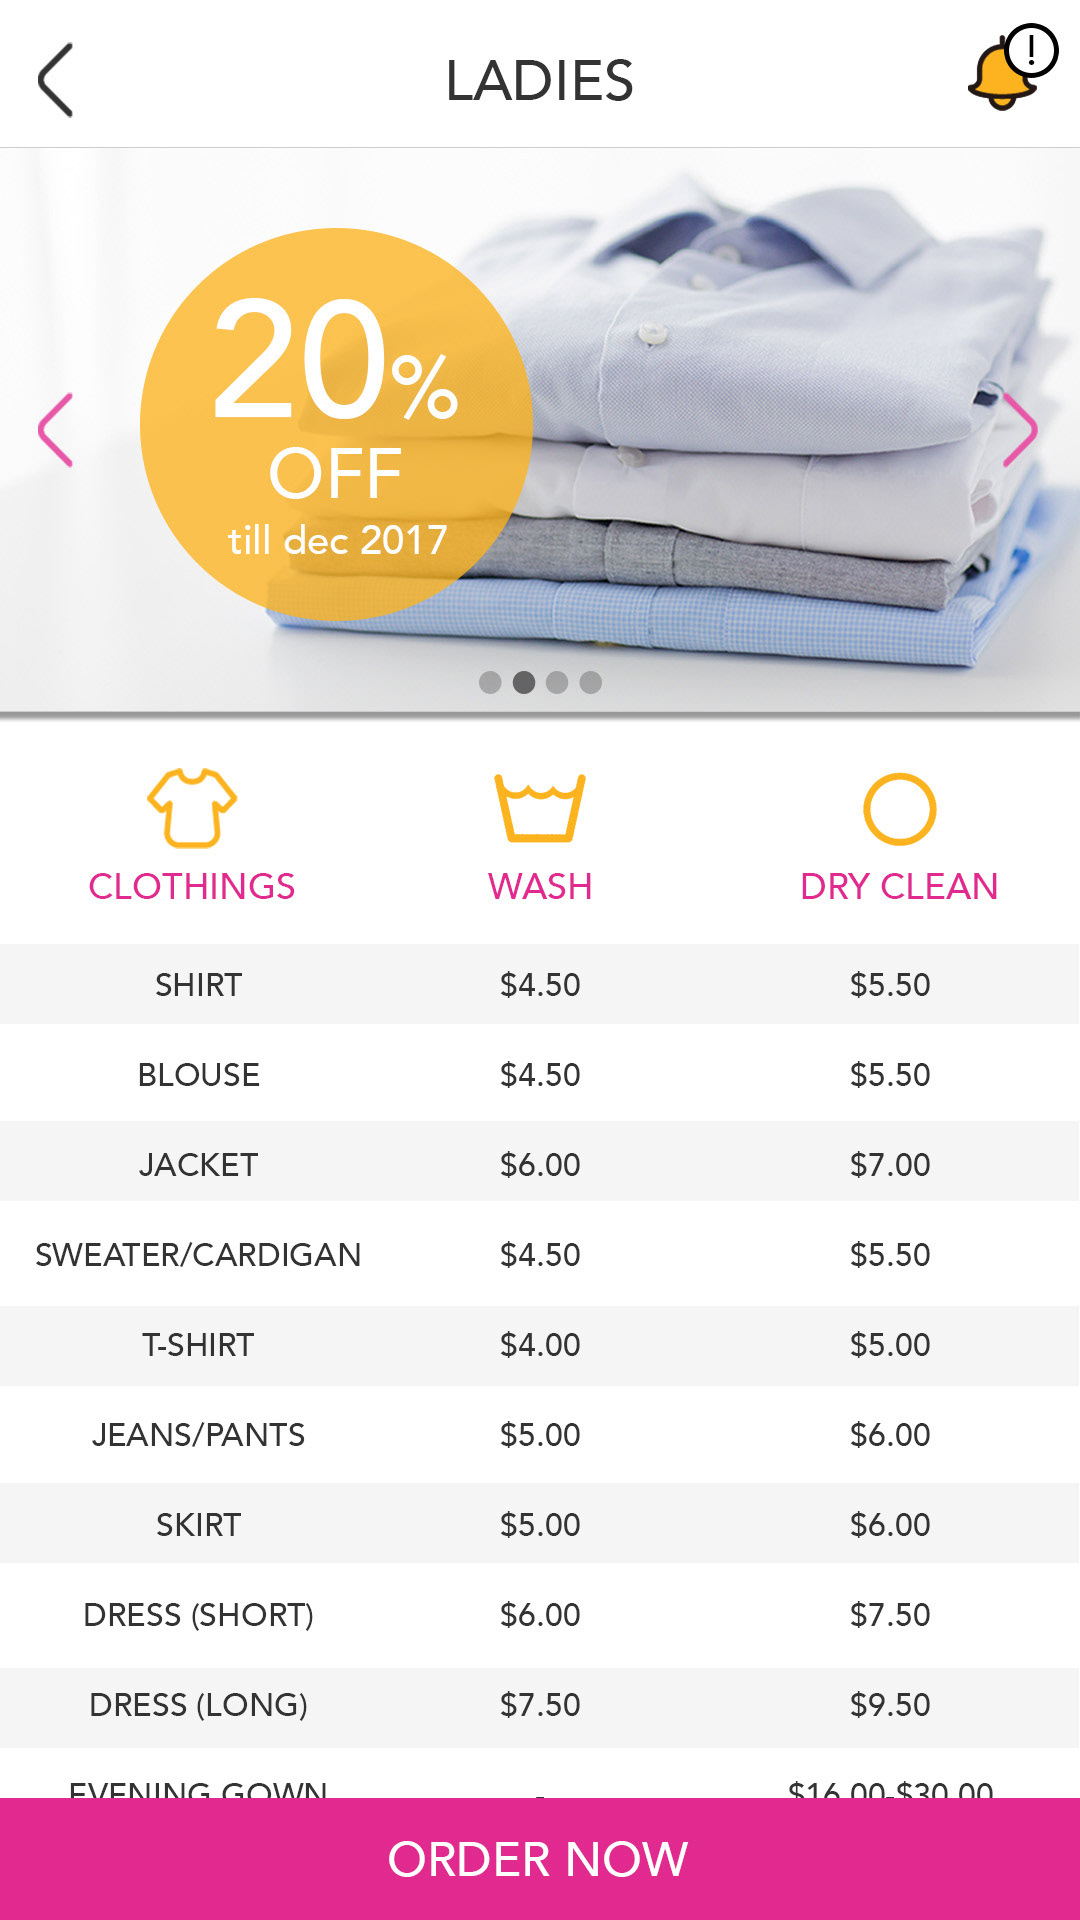 LADIES
20%
OFF
till dec 2017
CLOTHINGS WASH DRY CLEAN
SHIRT $4.50 $5.50
BLOUSE $4.50 $5.50
JACKET $6.00 $7.00
SWEATER/CARDIGAN $4.50 $5.50
T-SHIRT $4.00 $5.00
JEANS/PANTS $5.00 $6.00
SKIRT $5.00 $6.00
DRESS (SHORT) $6.00 $7.50
DRESS (LONG) $7.50 $9.50
EVENING GOWN - $16.00-$30.00
ORDER NOW